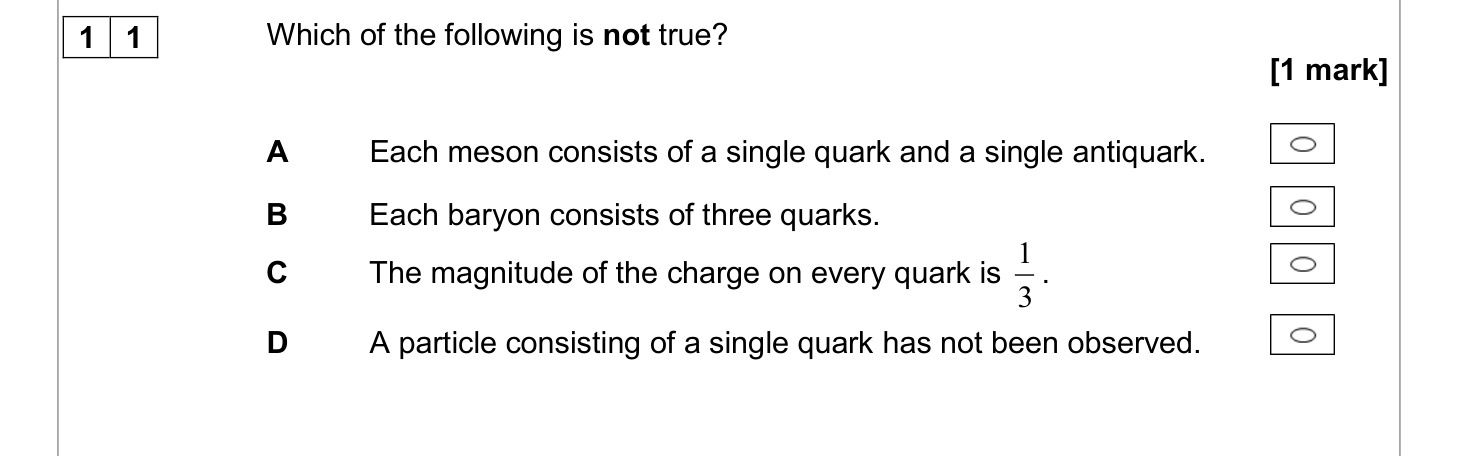 1 1 Which of the following is not true?
[1 mark]
A Each meson consists of a single quark and a single antiquark.
B Each baryon consists of three quarks.
C The magnitude of the charge on every quark is 1/3.
D A particle consisting of a single quark has not been observed.